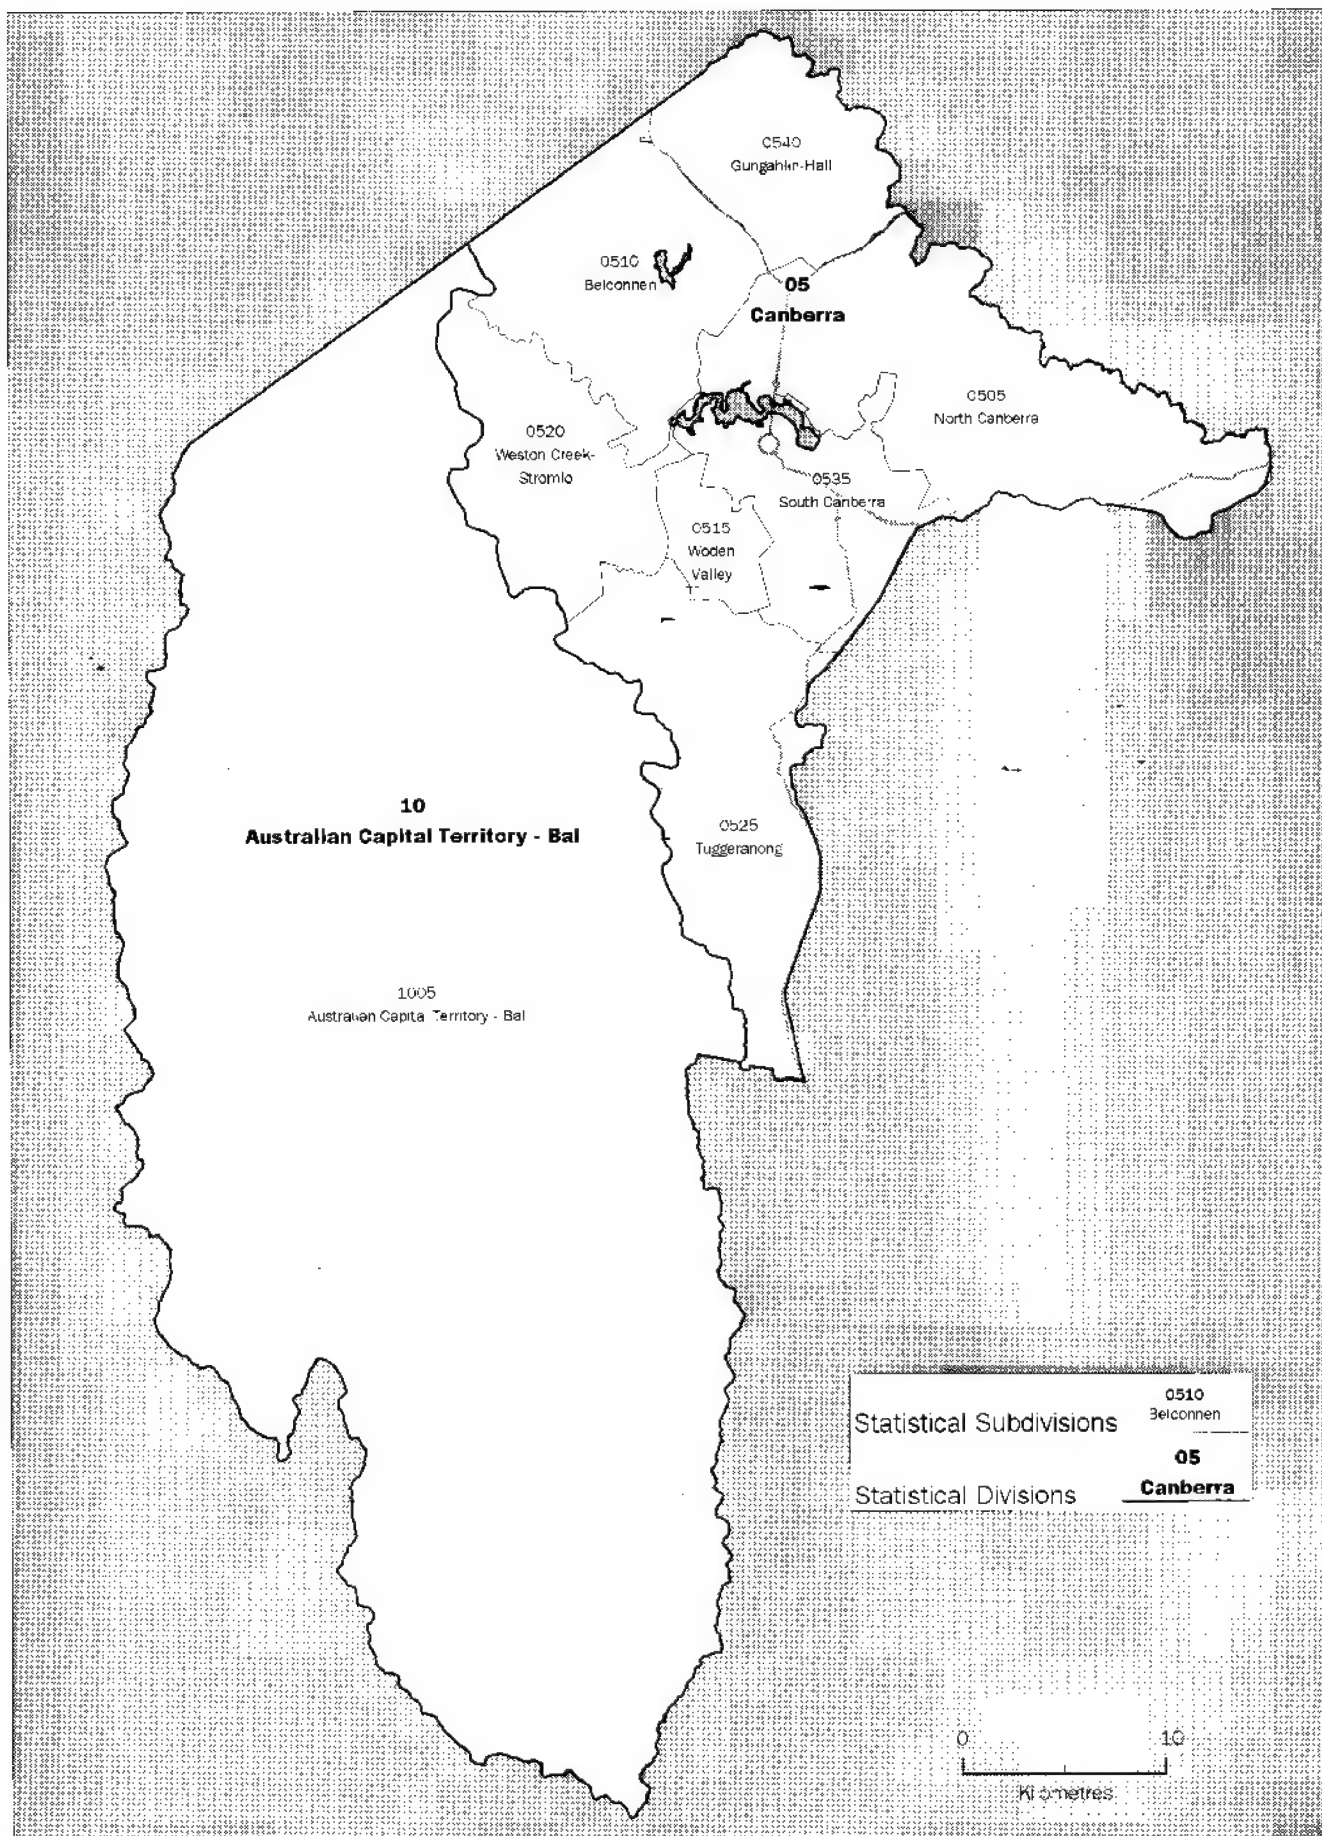 0540
Gungahlin-Hall
0510
Belconnen
05
Canberra
0505
North Canberra
0520
Weston Creek-
Stromlo
0535
South Canberra
0515
Woden
Valley
10
Australian Capital Territory - Bal
0525
Tuggeranong
1005
Australian Capital Territory - Bal
0510
Belconnen
Statistical Subdivisions
05
Canberra
Statistical Divisions
0 10
Kilometres